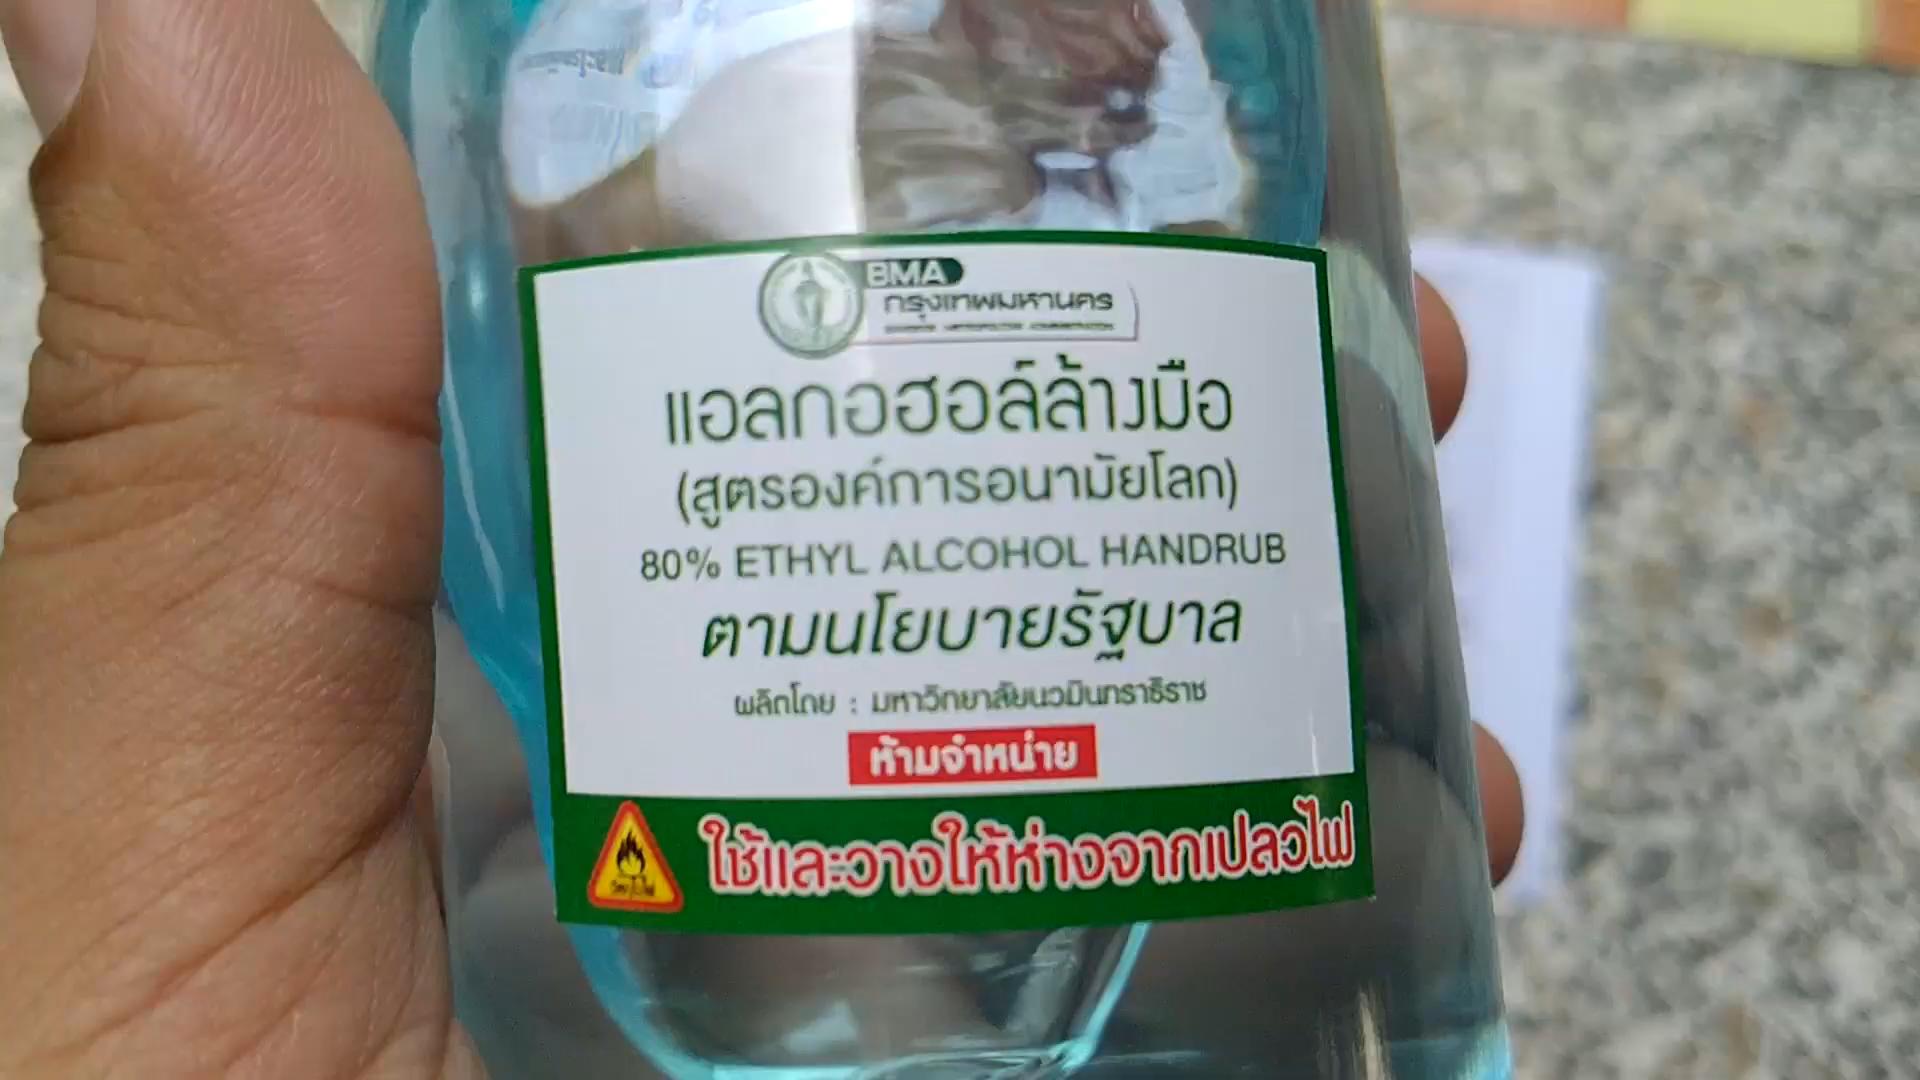 BMA
กรุงเทพมหานคร
แอลกอฮอล์ล้างมือ
(สูตรองค์การอนามัยโลก)
80% ETHYL ALCOHOL HANDRUB
ตามนโยบายรัฐบาล
ผลิตโดย : มหาวิทยาลัยนวมินทราธิราช
ห้ามจำหน่าย
ใช้และวางให้ห่างจากเปลวไฟ